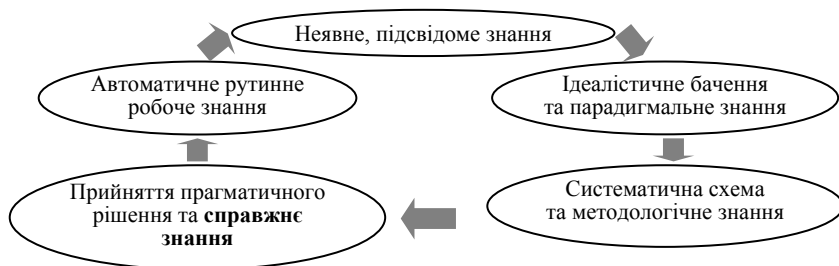 Неявне, підсвідоме знання
Автоматичне рутинне
робоче знання
Ідеалістичне бачення
та парадигмальне знання
Прийняття прагматичного
рішення та справжнє
знання
Систематична схема
та методологічне знання